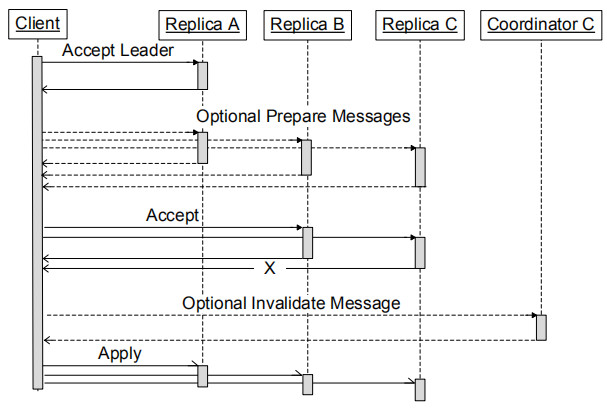 Client
Replica A
Replica B
Replica C
Coordinator C
Accept Leader
Optional Prepare Messages
Accept
X
Optional Invalidate Message
Apply